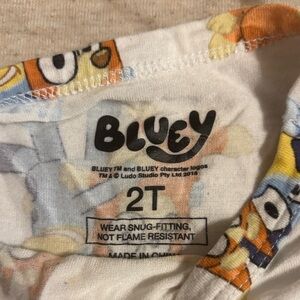 BLUEY
BLUEY TM and BLUEY character logos
TM & © Ludo Studio Pty Ltd 2018
2T
WEAR SNUG-FITTING,
NOT FLAME RESISTANT
MADE IN CHINA